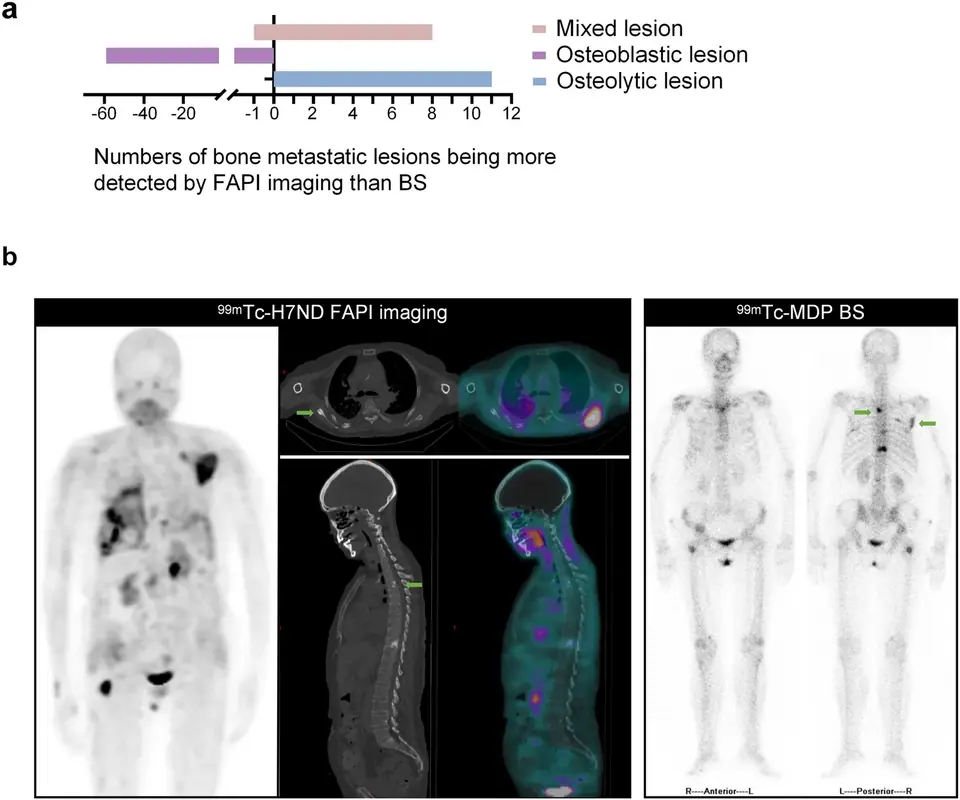 a
Mixed lesion
Osteoblastic lesion
Osteolytic lesion
-60 -40 -20 -1 0 2 4 6 8 10 12
Numbers of bone metastatic lesions being more
detected by FAPI imaging than BS
b
99mTc-H7ND FAPI imaging
99mTc-MDP BS
R----Anterior----L
L----Posterior----R